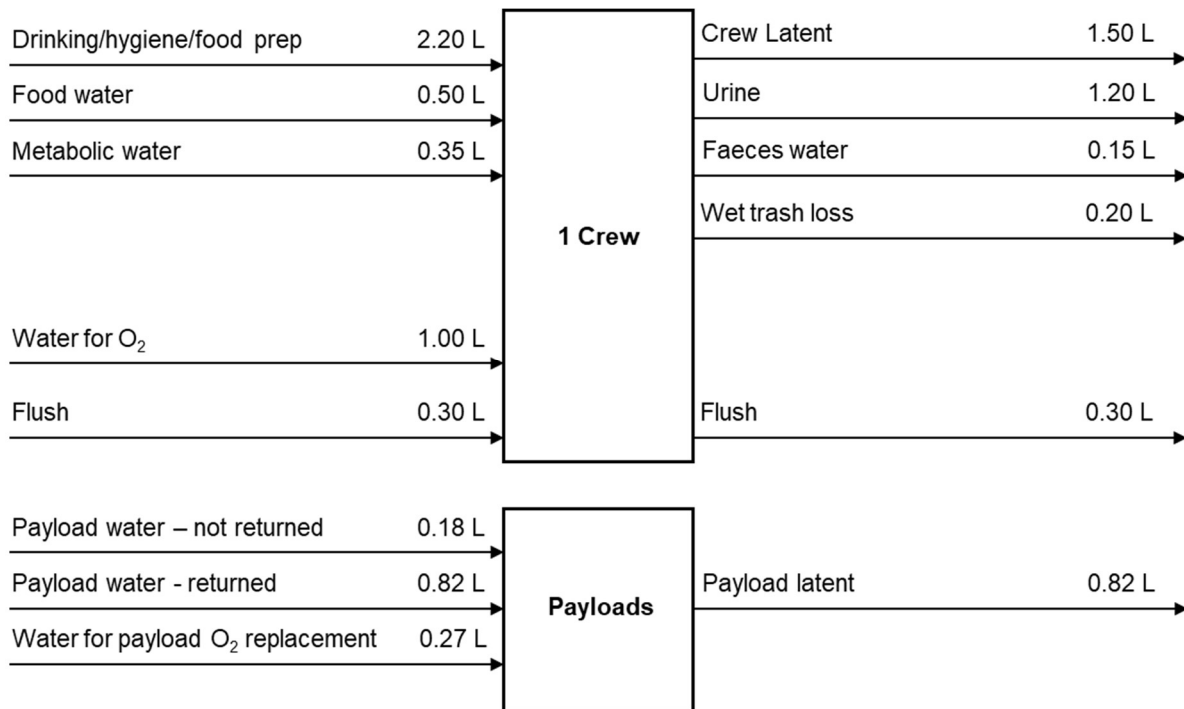 Drinking/hygiene/food prep 2.20 L
Food water 0.50 L
Metabolic water 0.35 L
Water for O₂ 1.00 L
Flush 0.30 L
1 Crew
Crew Latent 1.50 L
Urine 1.20 L
Faeces water 0.15 L
Wet trash loss 0.20 L
Flush 0.30 L
Payload water – not returned 0.18 L
Payload water - returned 0.82 L
Water for payload O₂ replacement 0.27 L
Payloads
Payload latent 0.82 L